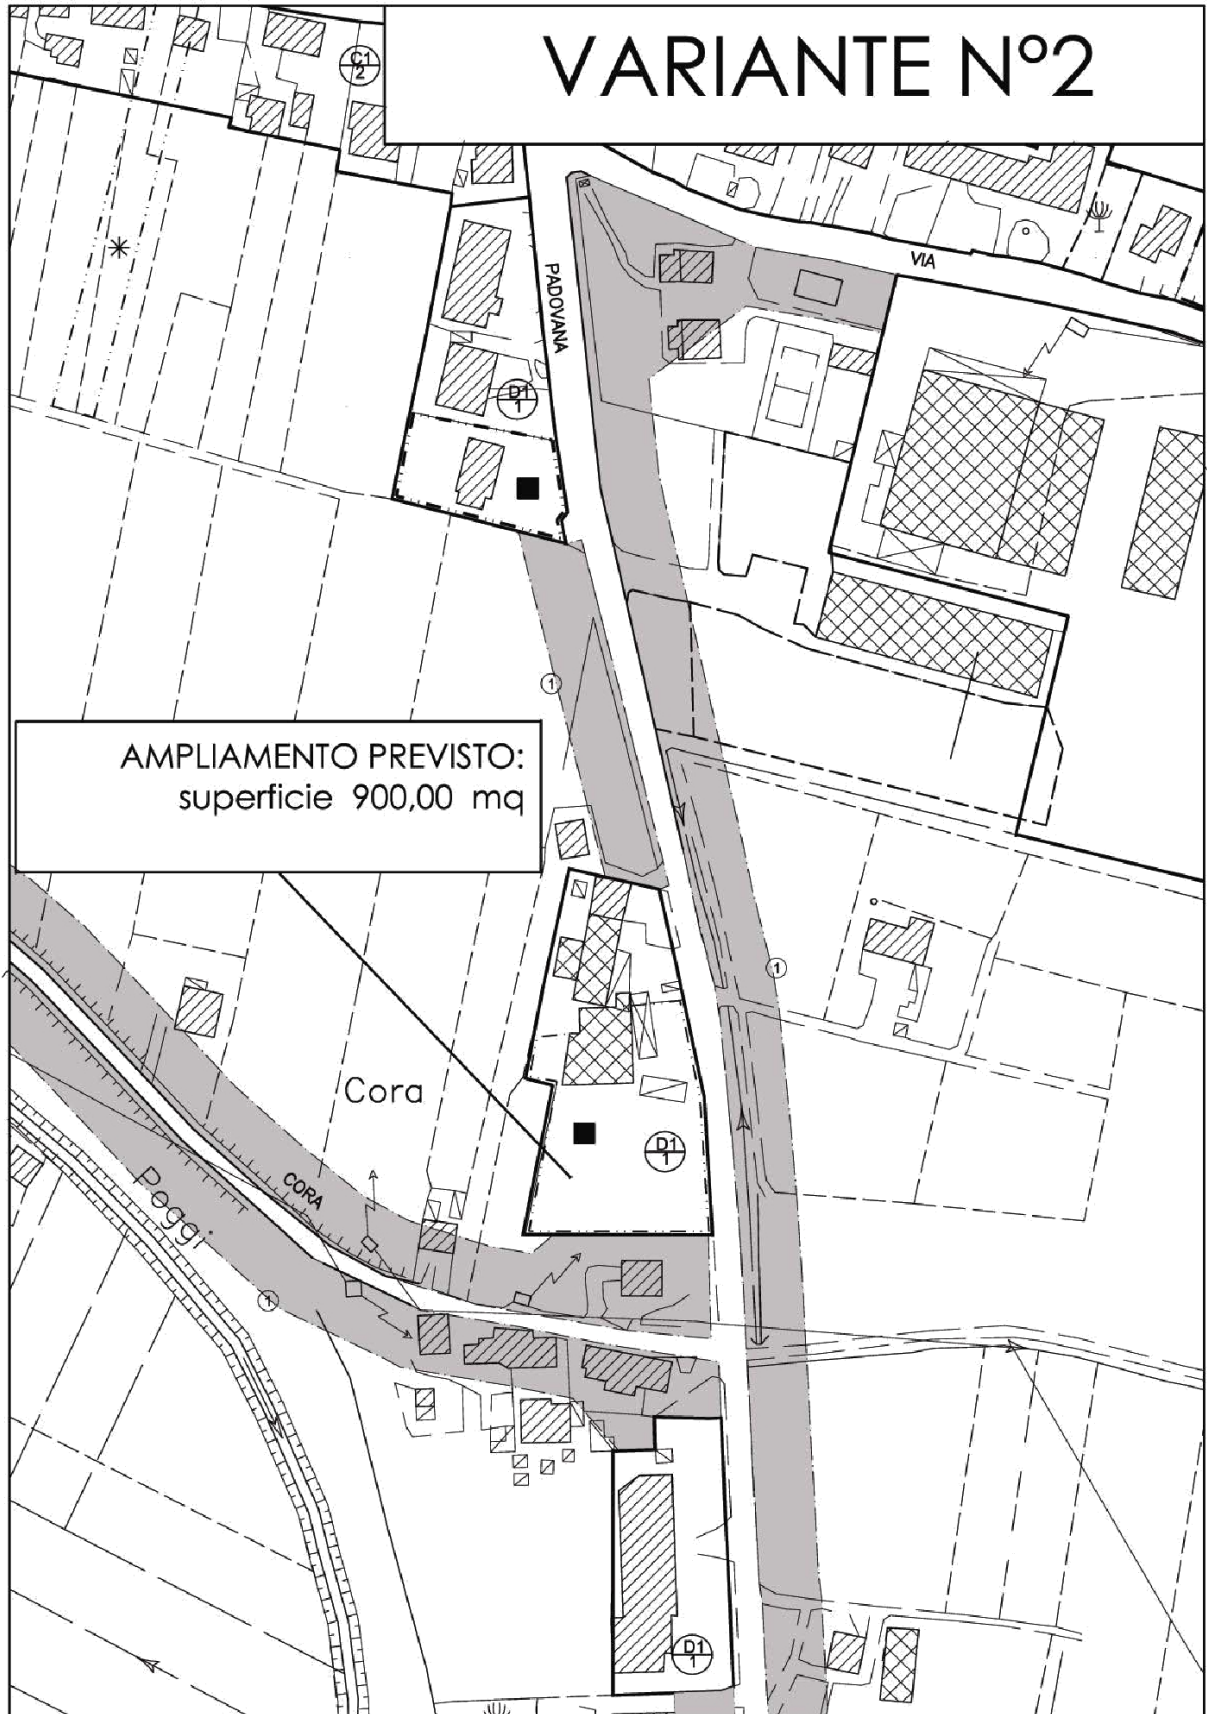 VARIANTE N°2
C1
2
VIA
PADOVANA
D1
1
1
AMPLIAMENTO PREVISTO:
superficie 900,00 mq
1
Cora
D1
1
CORA
Poggi
1
D1
1